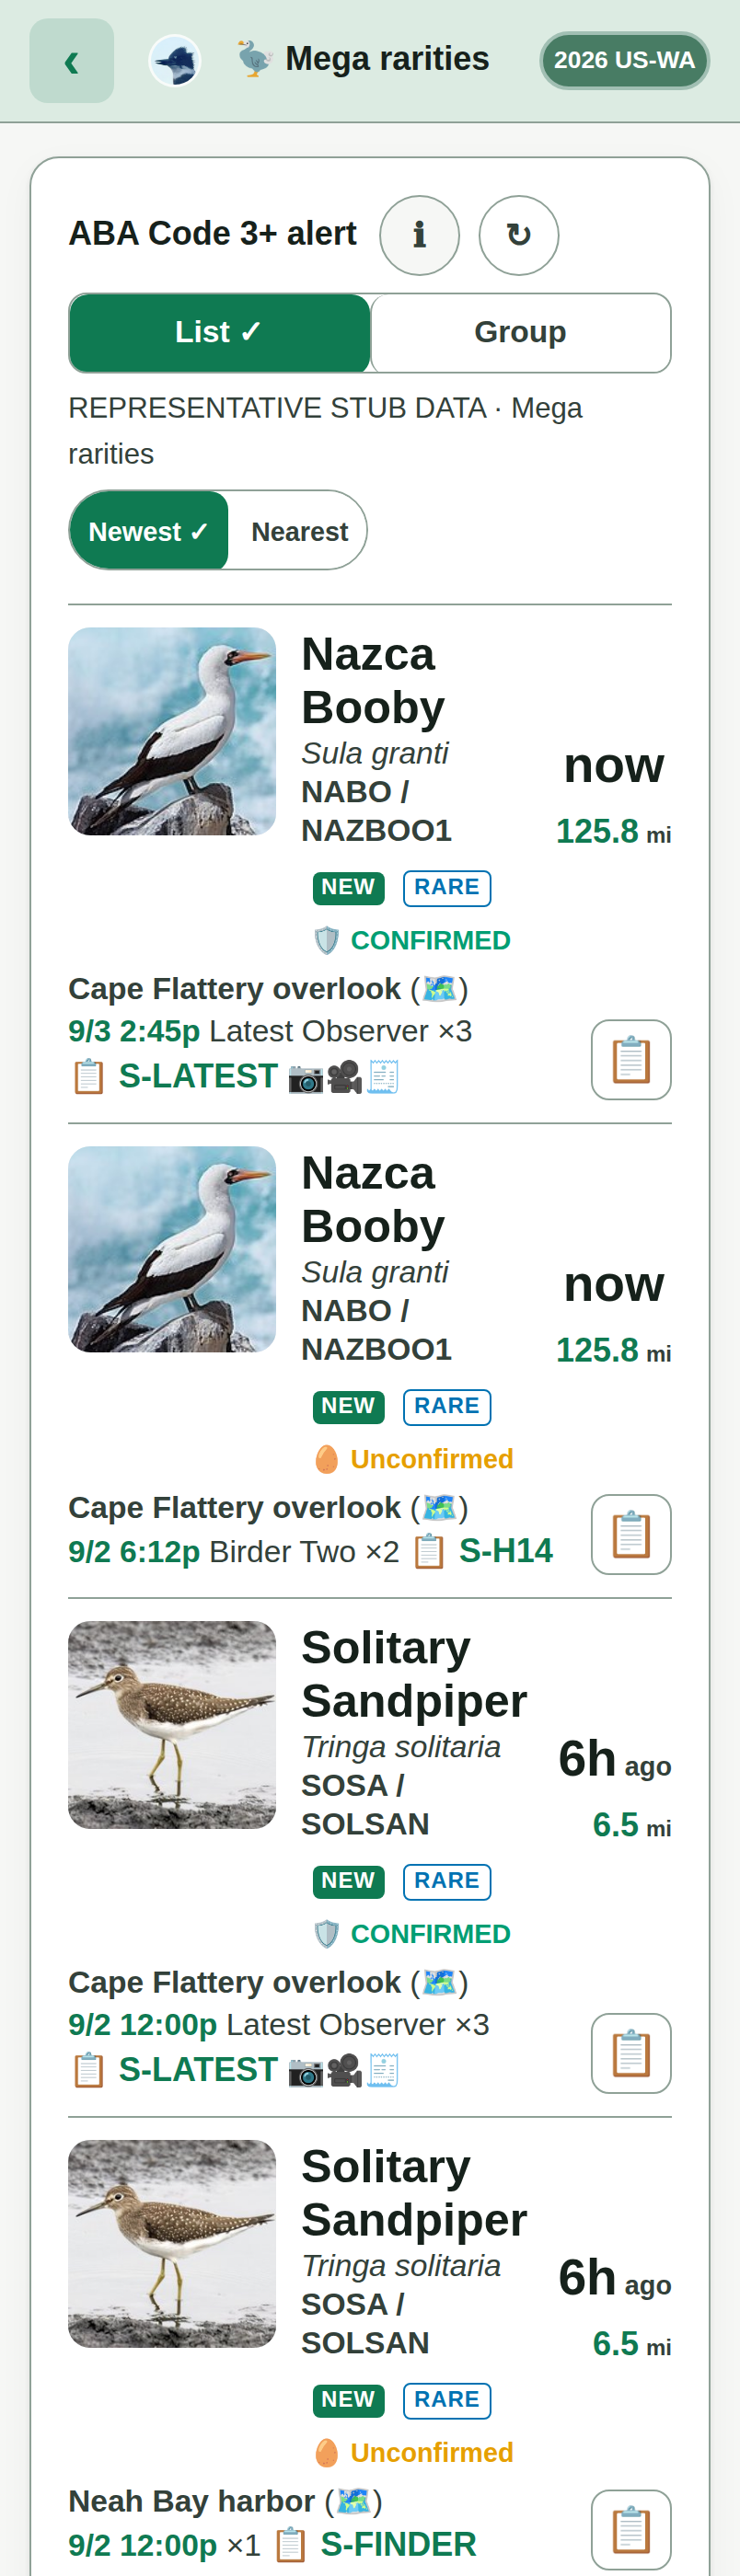 ‹ 🦤 Mega rarities 2026 US-WA
ABA Code 3+ alert ℹ ↻
List ✓ Group
REPRESENTATIVE STUB DATA · Mega
rarities
Newest ✓ Nearest
Nazca
Booby
Sula granti
now
NABO /
NAZBOO1
125.8 mi
NEW RARE
🛡️ CONFIRMED
Cape Flattery overlook (🗺️)
9/3 2:45p Latest Observer ×3
📋 S-LATEST 📷🎥🧾 📋
Nazca
Booby
Sula granti
now
NABO /
NAZBOO1
125.8 mi
NEW RARE
🥚 Unconfirmed
Cape Flattery overlook (🗺️)
9/2 6:12p Birder Two ×2 📋 S-H14 📋
Solitary
Sandpiper
Tringa solitaria
6h ago
SOSA /
SOLSAN
6.5 mi
NEW RARE
🛡️ CONFIRMED
Cape Flattery overlook (🗺️)
9/2 12:00p Latest Observer ×3
📋 S-LATEST 📷🎥🧾 📋
Solitary
Sandpiper
Tringa solitaria
6h ago
SOSA /
SOLSAN
6.5 mi
NEW RARE
🥚 Unconfirmed
Neah Bay harbor (🗺️)
9/2 12:00p ×1 📋 S-FINDER 📋